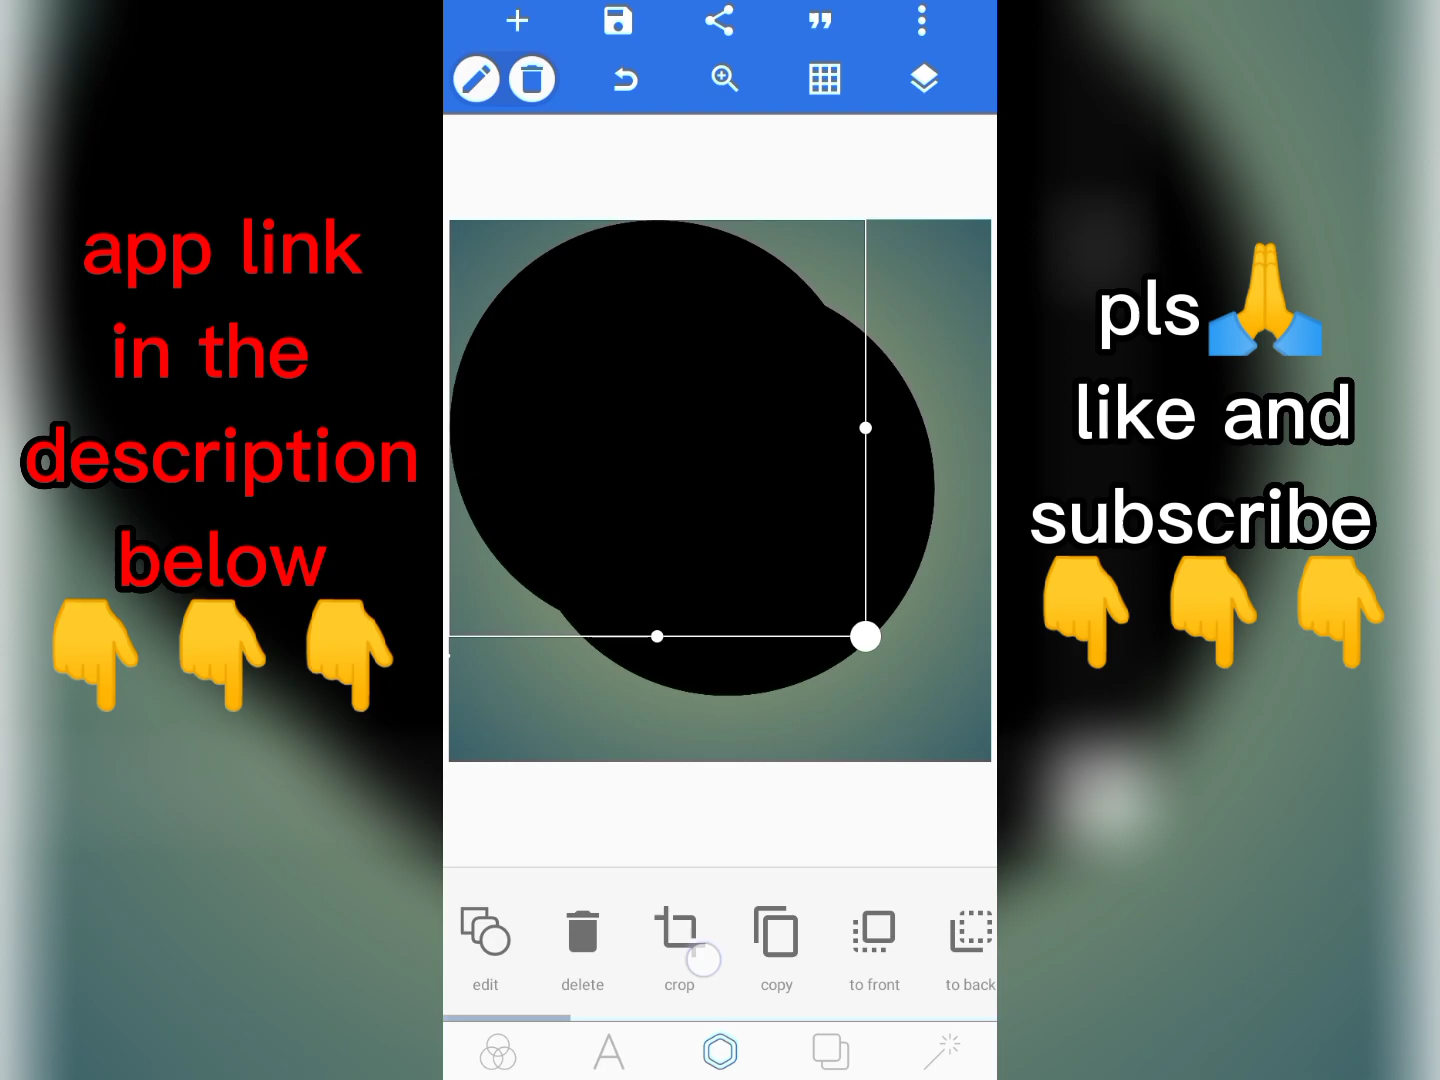 app link
in the
description
below
pls🙏
like and
subscribe
edit
delete
crop
copy
to front
to back